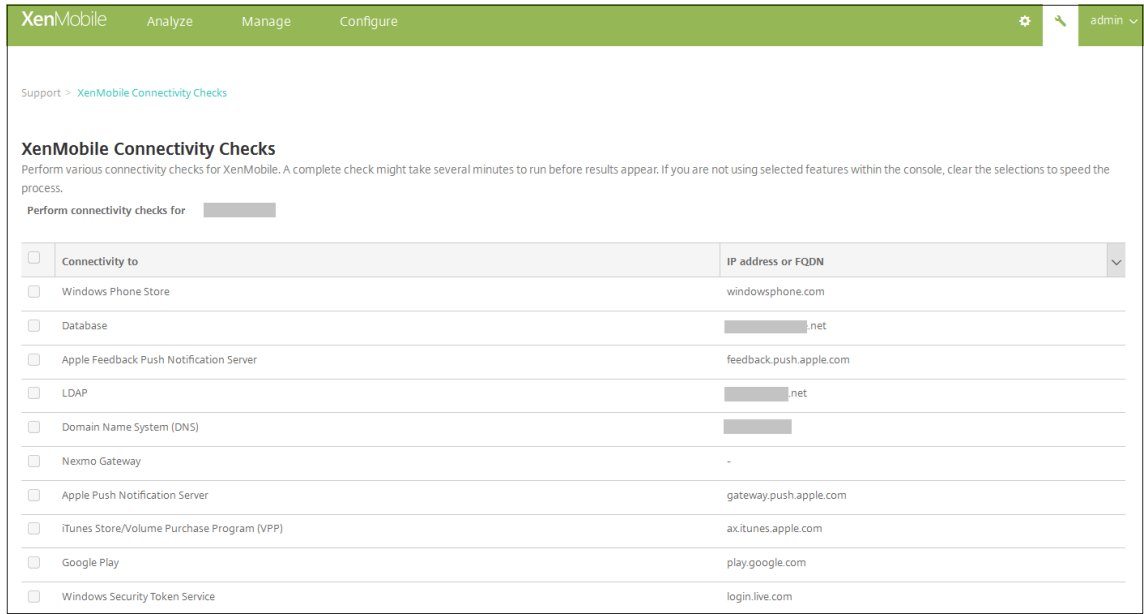 XenMobile Analyze Manage Configure admin
Support > XenMobile Connectivity Checks
XenMobile Connectivity Checks
Perform various connectivity checks for XenMobile. A complete check might take several minutes to run before results appear. If you are not using selected features within the console, clear the selections to speed the
process.
Perform connectivity checks for
Connectivity to IP address or FQDN
Windows Phone Store windowsphone.com
Database .net
Apple Feedback Push Notification Server feedback.push.apple.com
LDAP .net
Domain Name System (DNS)
Nexmo Gateway -
Apple Push Notification Server gateway.push.apple.com
iTunes Store/Volume Purchase Program (VPP) ax.itunes.apple.com
Google Play play.google.com
Windows Security Token Service login.live.com